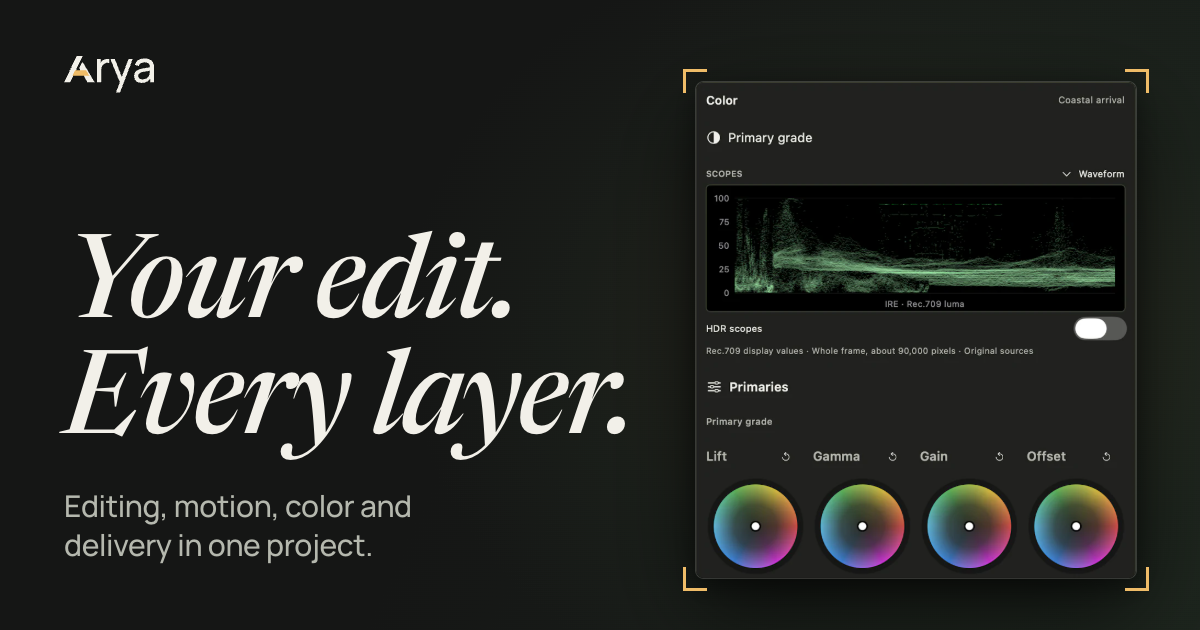 Arya
Your edit.
Every layer.
Editing, motion, color and
delivery in one project.
Color
Coastal arrival
Primary grade
SCOPES
Waveform
100
75
50
25
0
IRE · Rec.709 luma
HDR scopes
Rec.709 display values · Whole frame, about 90,000 pixels · Original sources
Primaries
Primary grade
Lift
Gamma
Gain
Offset